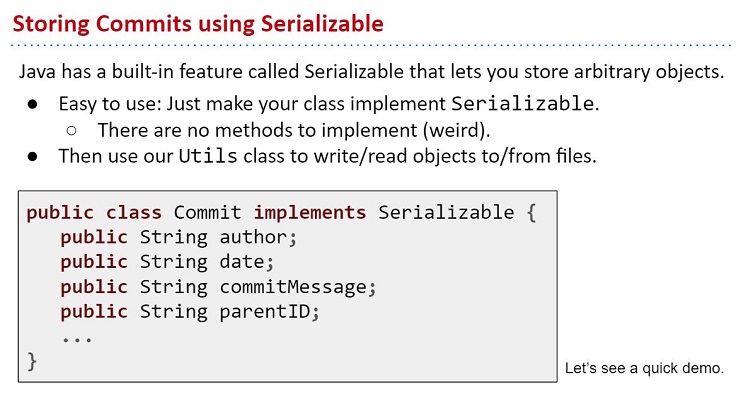 Storing Commits using Serializable
Java has a built-in feature called Serializable that lets you store arbitrary objects.
● Easy to use: Just make your class implement Serializable.
○ There are no methods to implement (weird).
● Then use our Utils class to write/read objects to/from files.
public class Commit implements Serializable {
public String author;
public String date;
public String commitMessage;
public String parentID;
...
}
Let's see a quick demo.